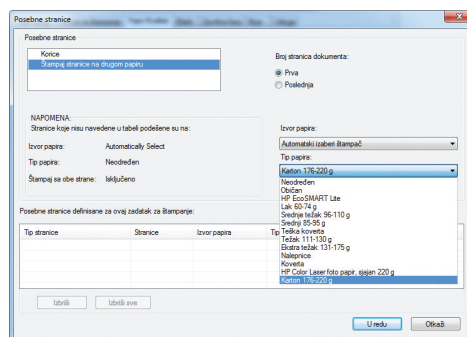 Posebne stranice
Posebne stranice
Korice
Štampaj stranice na drugom papiru
Broj stranica dokumenta:
Prva
Poslednja
NAPOMENA:
Stranice koje nisu navedene u tabeli podešene su na:
Izvor papira: Automatically Select
Tip papira: Neodređen
Štampaj sa obe strane: Isključeno
Izvor papira:
Automatski izaberi štampač
Tip papira:
Karton 176-220 g
Neodređen
Običan
HP EcoSMART Lite
Lak 60-74 g
Srednje težak 96-110 g
Srednji 85-95 g
Teška koverta
Težak 111-130 g
Ekstra težak 131-175 g
Nalepnice
Koverta
HP Color Laser foto papir, sjajan 220 g
Karton 176-220 g
Posebne stranice definisane za ovaj zadatak za štampanje:
Tip stranice Stranice Izvor papira Tip
Izbriši Izbriši sve
U redu Otkaži